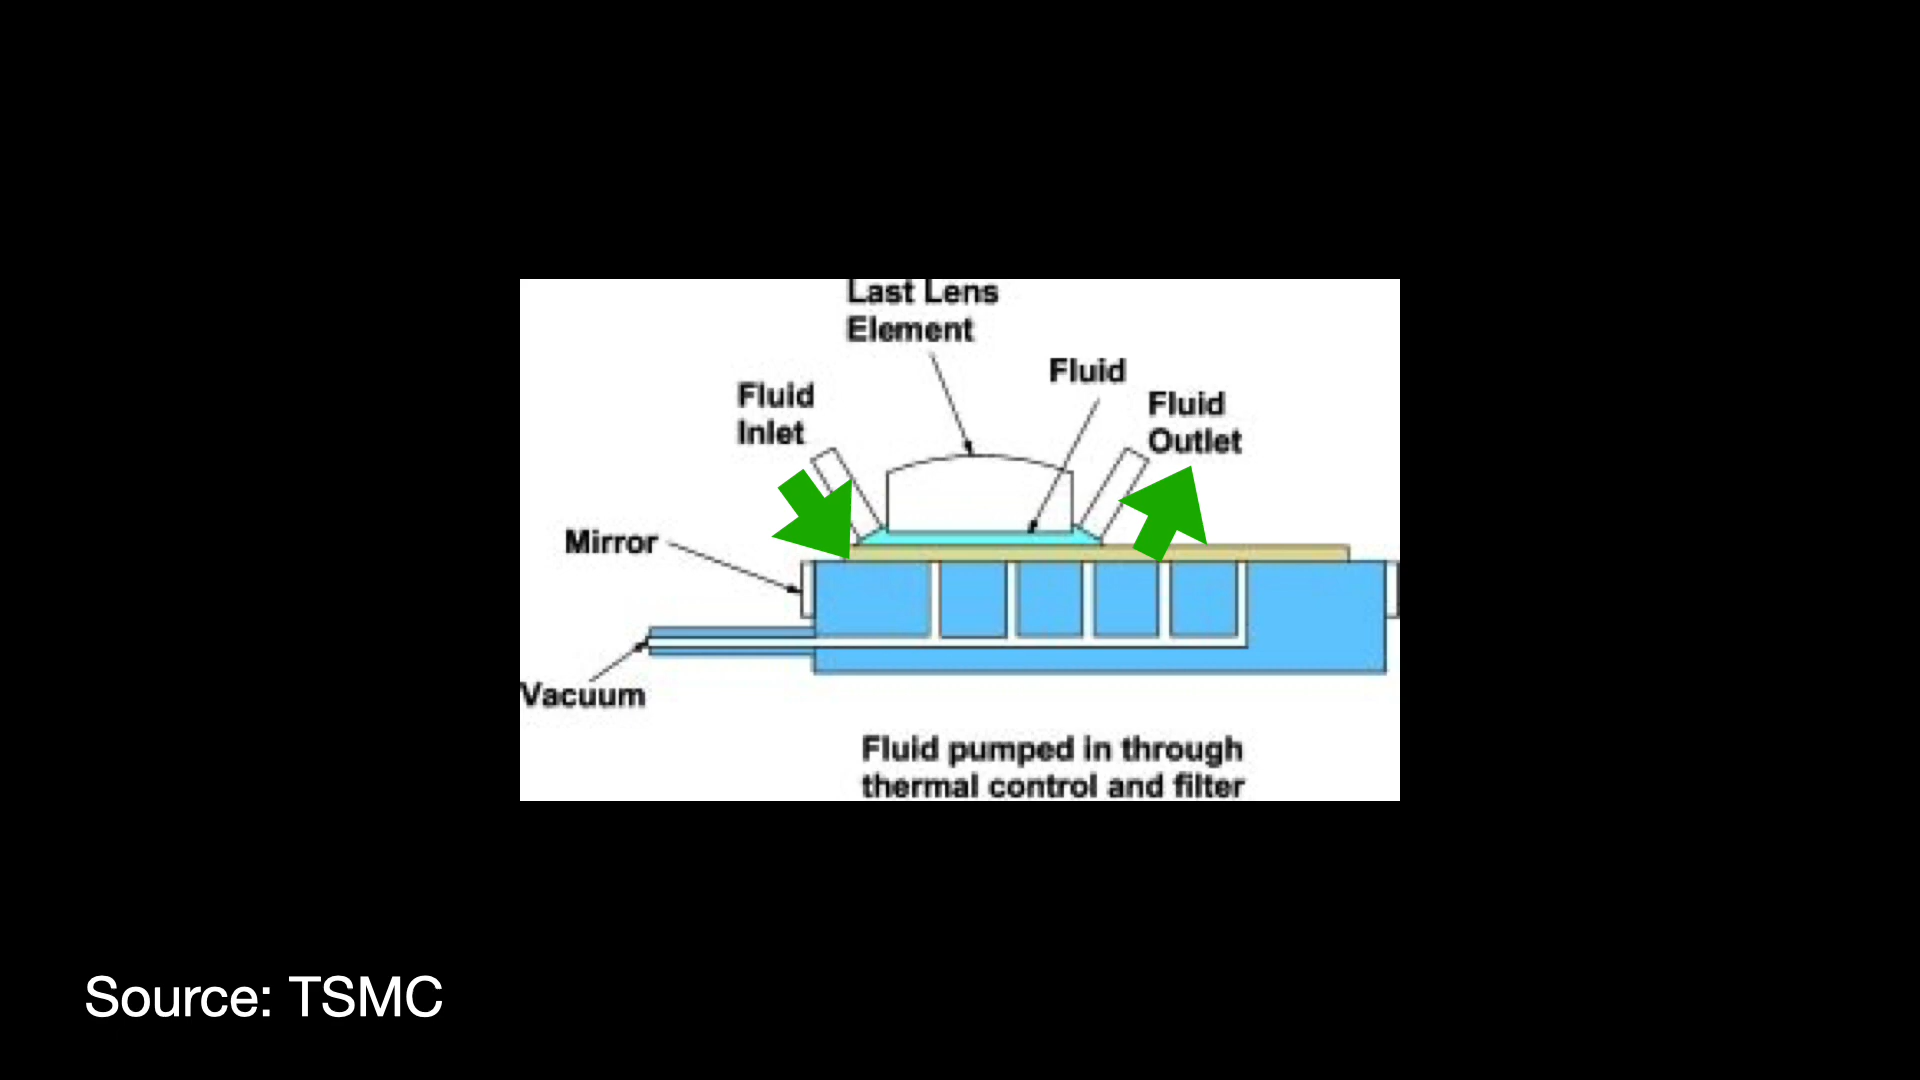 Last Lens
Element
Fluid
Fluid
Inlet
Fluid
Outlet
Mirror
Vacuum
Fluid pumped in through
thermal control and filter
Source: TSMC